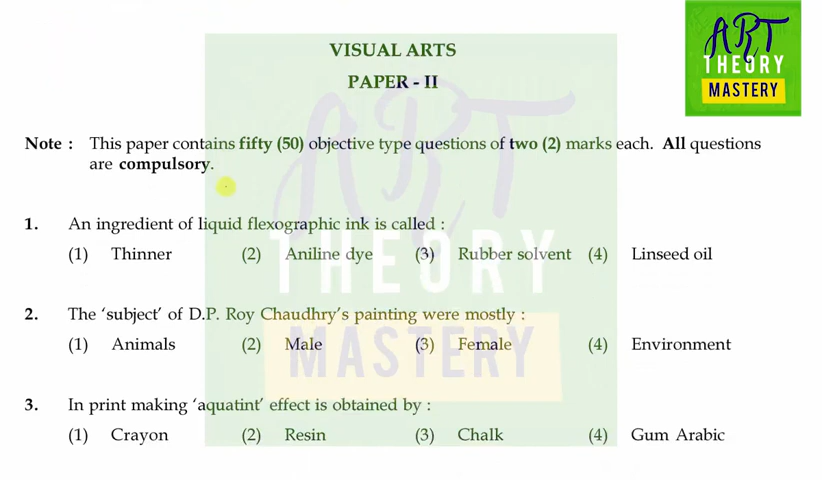 VISUAL ARTS
PAPER - II
ART
THEORY
MASTERY
Note : This paper contains fifty (50) objective type questions of two (2) marks each. All questions
are compulsory.
1. An ingredient of liquid flexographic ink is called :
(1) Thinner (2) Aniline dye (3) Rubber solvent (4) Linseed oil
2. The ‘subject’ of D.P. Roy Chaudhry’s painting were mostly :
(1) Animals (2) Male (3) Female (4) Environment
3. In print making ‘aquatint’ effect is obtained by :
(1) Crayon (2) Resin (3) Chalk (4) Gum Arabic
ART
THEORY
MASTERY